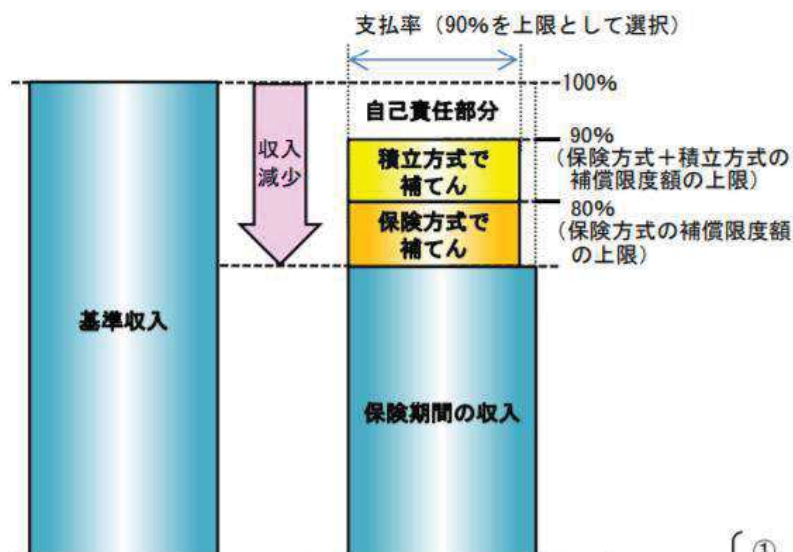 支払率（90%を上限として選択）
100%
自己責任部分
収入
減少
積立方式で
補てん
90%
（保険方式＋積立方式の
補償限度額の上限）
保険方式で
補てん
80%
（保険方式の補償限度額
の上限）
基準収入
保険期間の収入
①